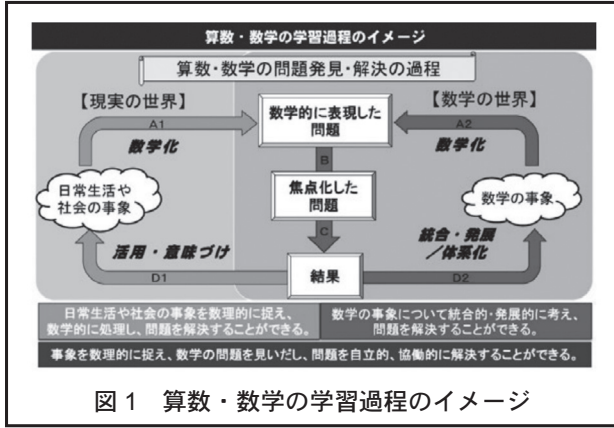 算数・数学の学習過程のイメージ
算数・数学の問題発見・解決の過程
【現実の世界】
【数学の世界】
A1
数学化
数学的に表現した
問題
A2
数学化
B
日常生活や
社会の事象
焦点化した
問題
数学の事象
C
活用・意味づけ
統合・発展
/体系化
D1
結果
D2
日常生活や社会の事象を数理的に捉え、
数学的に処理し、問題を解決することができる。
数学の事象について統合的・発展的に考え、
問題を解決することができる。
事象を数理的に捉え、数学の問題を見いだし、問題を自立的、協働的に解決することができる。
図1 算数・数学の学習過程のイメージ